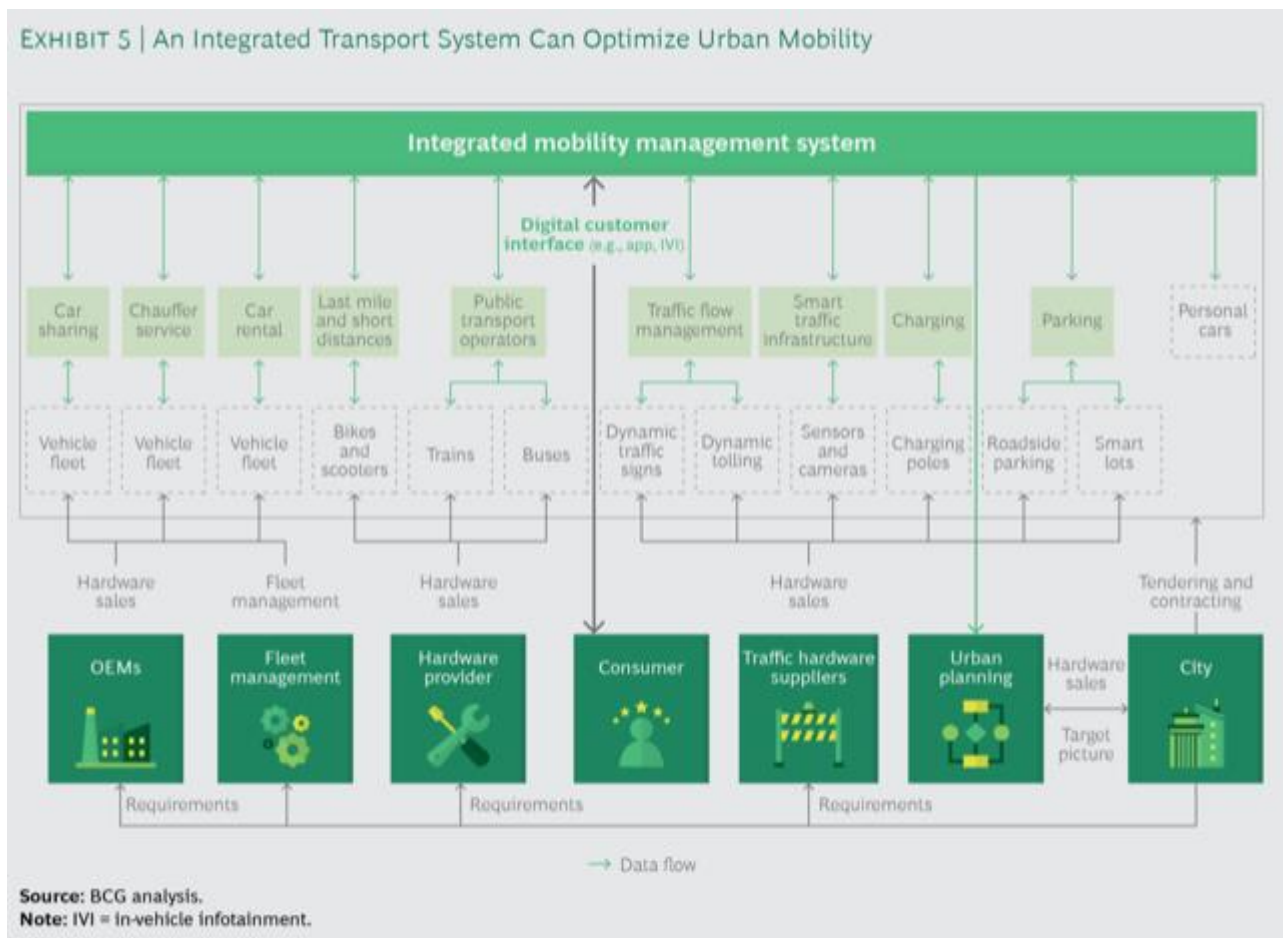 EXHIBIT 5 | An Integrated Transport System Can Optimize Urban Mobility
Integrated mobility management system
Digital customer
interface (e.g., app, IVI)
Car
sharing
Chauffer
service
Car
rental
Last mile
and short
distances
Public
transport
operators
Traffic flow
management
Smart
traffic
infrastructure
Charging
Parking
Personal
cars
Vehicle
fleet
Vehicle
fleet
Vehicle
fleet
Bikes
and
scooters
Trains
Buses
Dynamic
traffic
signs
Dynamic
tolling
Sensors
and
cameras
Charging
poles
Roadside
parking
Smart
lots
Hardware
sales
Fleet
management
Hardware
sales
Hardware
sales
Tendering and
contracting
OEMs
Fleet
management
Hardware
provider
Consumer
Traffic hardware
suppliers
Urban
planning
Hardware
sales
Target
picture
City
Requirements
Requirements
Requirements
→ Data flow
Source: BCG analysis.
Note: IVI = in-vehicle infotainment.